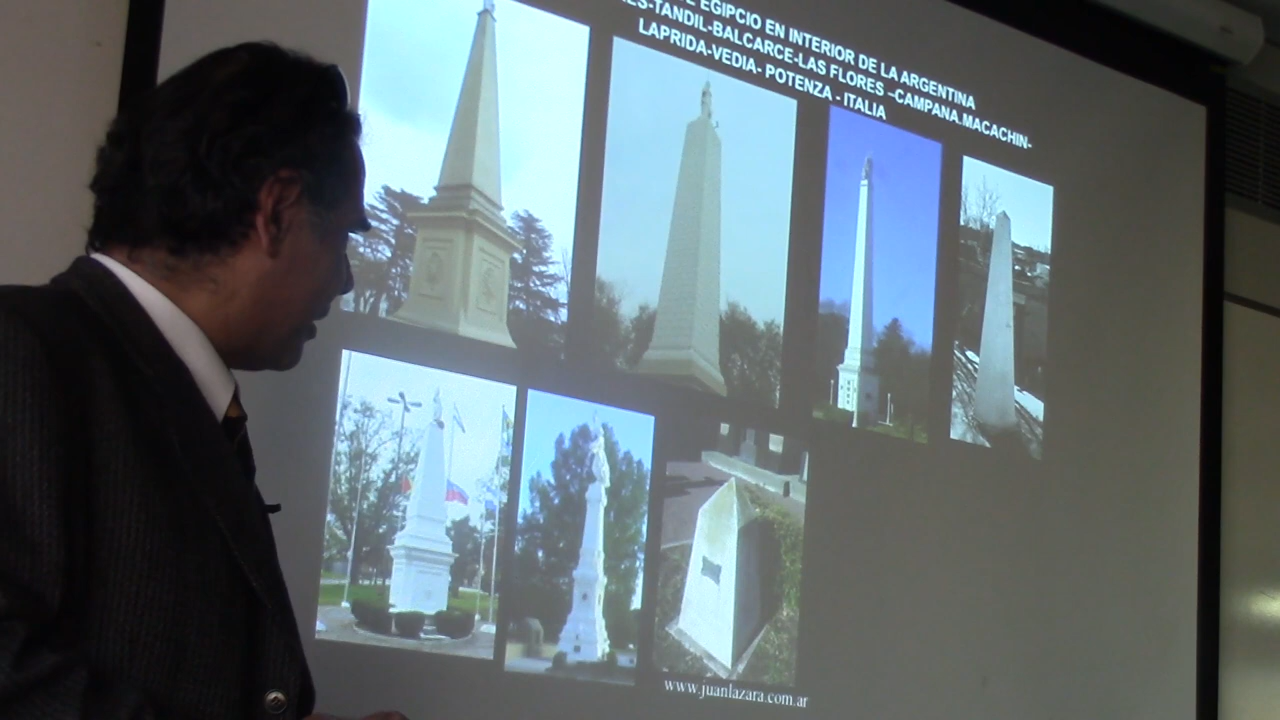 EGIPCIO EN INTERIOR DE LA ARGENTINA
-TANDIL-BALCARCE-LAS FLORES –CAMPANA.MACACHIN-
LAPRIDA-VEDIA- POTENZA - ITALIA
www.juanlazara.com.ar